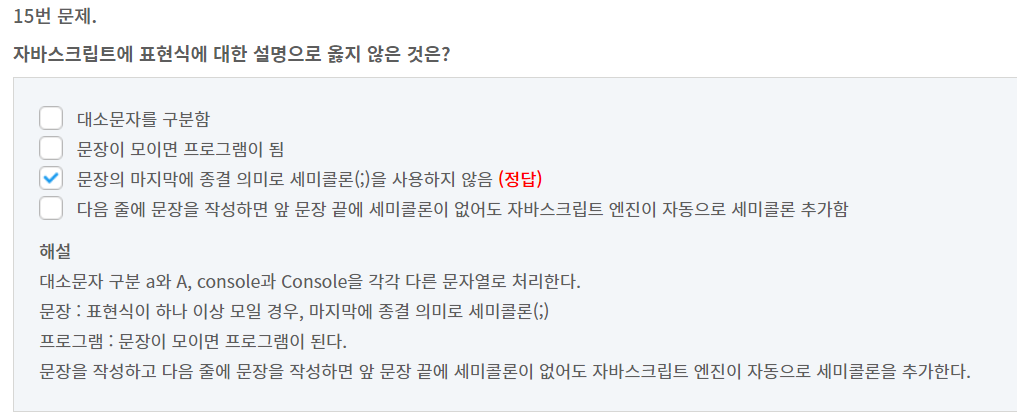 15번 문제.
자바스크립트에 표현식에 대한 설명으로 옳지 않은 것은?
대소문자를 구분함
문장이 모이면 프로그램이 됨
문장의 마지막에 종결 의미로 세미콜론(;)을 사용하지 않음 (정답)
다음 줄에 문장을 작성하면 앞 문장 끝에 세미콜론이 없어도 자바스크립트 엔진이 자동으로 세미콜론 추가함
해설
대소문자 구분 a와 A, console과 Console을 각각 다른 문자열로 처리한다.
문장 : 표현식이 하나 이상 모일 경우, 마지막에 종결 의미로 세미콜론(;)
프로그램 : 문장이 모이면 프로그램이 된다.
문장을 작성하고 다음 줄에 문장을 작성하면 앞 문장 끝에 세미콜론이 없어도 자바스크립트 엔진이 자동으로 세미콜론을 추가한다.